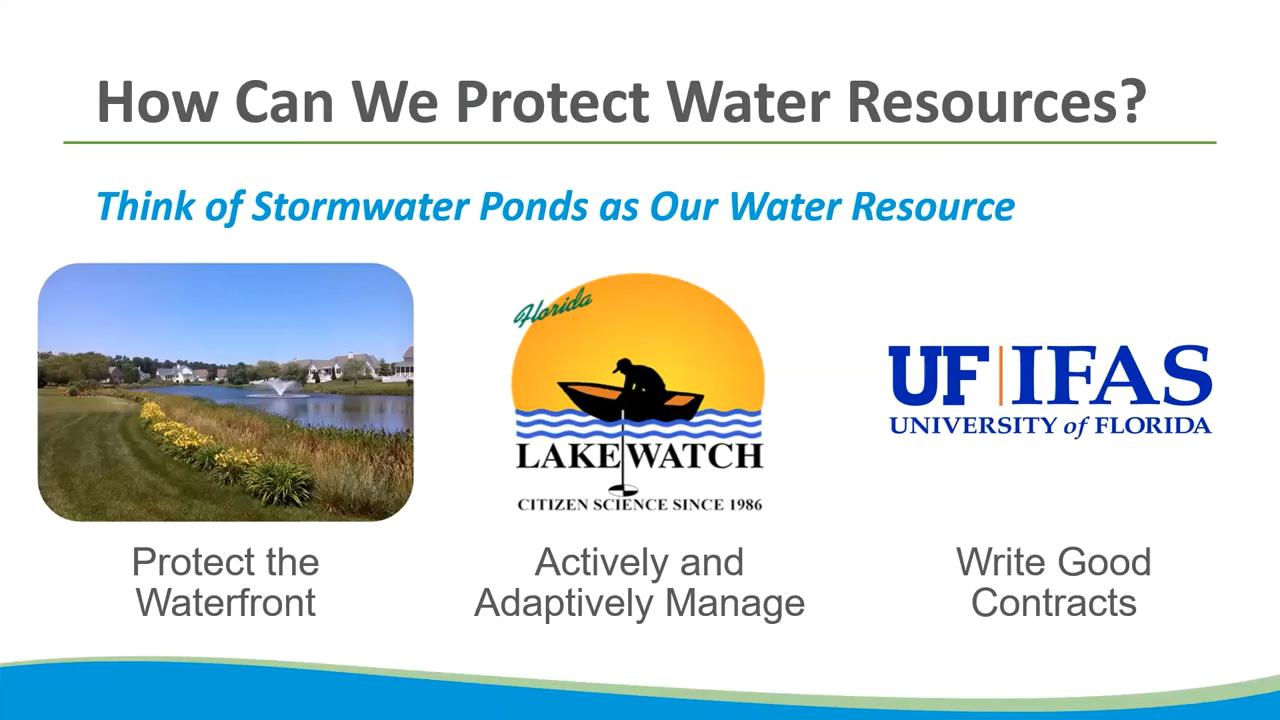 How Can We Protect Water Resources?
Think of Stormwater Ponds as Our Water Resource
Florida
LAKEWATCH
CITIZEN SCIENCE SINCE 1986
UF|IFAS
UNIVERSITY of FLORIDA
Protect the
Waterfront
Actively and
Adaptively Manage
Write Good
Contracts